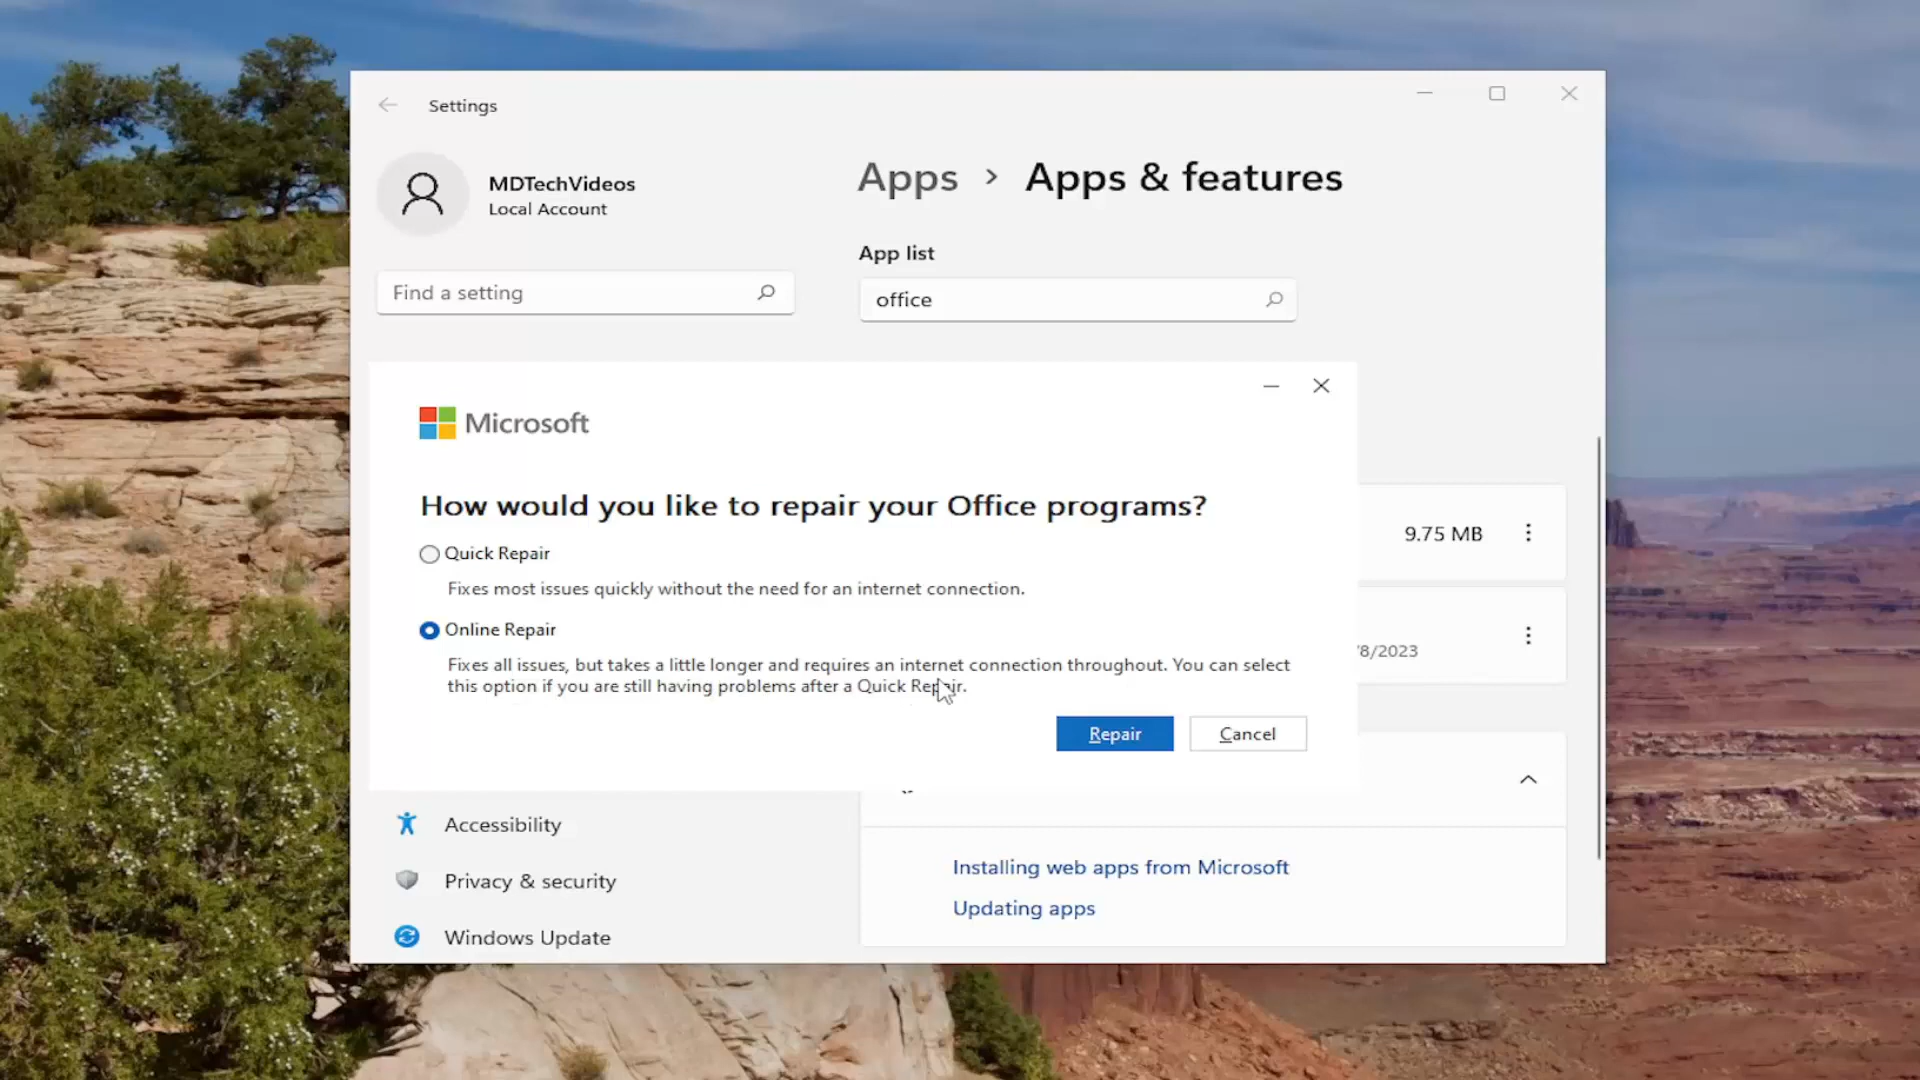 Settings
MDTechVideos
Local Account
Find a setting
Apps > Apps & features
App list
office
Microsoft
How would you like to repair your Office programs?
Quick Repair
Fixes most issues quickly without the need for an internet connection.
Online Repair
Fixes all issues, but takes a little longer and requires an internet connection throughout. You can select
this option if you are still having problems after a Quick Repair.
Repair
Cancel
9.75 MB
/8/2023
Accessibility
Privacy & security
Windows Update
Installing web apps from Microsoft
Updating apps